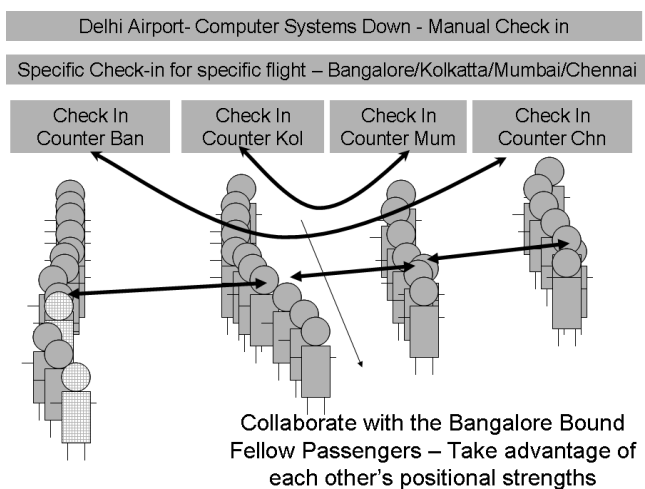 Delhi Airport- Computer Systems Down - Manual Check in
Specific Check-in for specific flight – Bangalore/Kolkatta/Mumbai/Chennai
Check In
Counter Ban
Check In
Counter Kol
Check In
Counter Mum
Check In
Counter Chn
Collaborate with the Bangalore Bound
Fellow Passengers – Take advantage of
each other's positional strengths